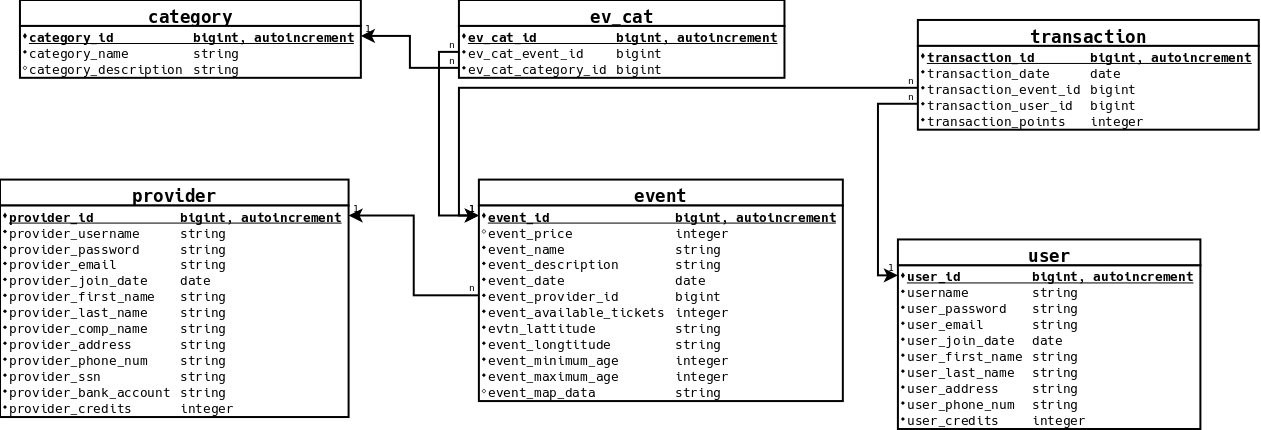 category
category_id bigint, autoincrement
category_name string
category_description string
ev_cat
ev_cat_id bigint, autoincrement
ev_cat_event_id bigint
ev_cat_category_id bigint
transaction
transaction_id bigint, autoincrement
transaction_date date
transaction_event_id bigint
transaction_user_id bigint
transaction_points integer
1
n
n
n
n
provider
provider_id bigint, autoincrement
provider_username string
provider_password string
provider_email string
provider_join_date date
provider_first_name string
provider_last_name string
provider_comp_name string
provider_address string
provider_phone_num string
provider_ssn string
provider_bank_account string
provider_credits integer
1
n
1
event
event_id bigint, autoincrement
event_price integer
event_name string
event_description string
event_date date
event_provider_id bigint
event_available_tickets integer
evtn_lattitude string
event_longtitude string
event_minimum_age integer
event_maximum_age integer
event_map_data string
1
user
user_id bigint, autoincrement
username string
user_password string
user_email string
user_join_date date
user_first_name string
user_last_name string
user_address string
user_phone_num string
user_credits integer